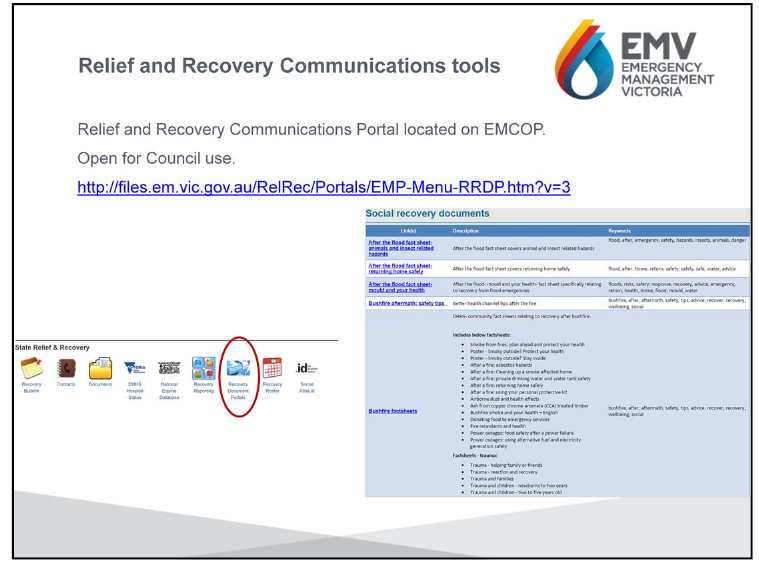 Relief and Recovery Communications tools
EMV
EMERGENCY
MANAGEMENT
VICTORIA
Relief and Recovery Communications Portal located on EMCOP.
Open for Council use.
http://files.em.vic.gov.au/RelRec/Portals/EMP-Menu-RRDP.htm?v=3
State Relief & Recovery
Recovery
Bulletin
Contacts
Documents
DHHS
Hospital
Status
National
Equine
Database
Recovery
Reporting
Recovery
Document
Portals
Recovery
Roster
.id
Social
Atlas.id
Social recovery documents
Link(s) Description Keywords
After the flood fact sheet-
animals and insect related
hazards
After the flood fact sheet covers animal and insect related hazards
flood, after, emergency, safety, hazards, insects, animals, danger
After the flood fact sheet-
returning home safely
After the flood fact sheet covers returning home safely
flood, after, home, return, safety, safely, safe, water, advice
After the flood fact sheet-
mould and your health
After the flood- mould and your health- fact sheet specifically relating
to recovery from flood emergencies
floods, risks, safety, response, recovery, advice, emergency,
return, health, home, flood, mould, water
Bushfire aftermath: safety tips
Better health channel tips after the fire
bushfire, after, aftermath, safety, tips, advice, recover, recovery,
wellbeing, social
Bushfire factsheets
DHHS- community fact sheets relating to recovery after bushfire.
Includes below factsheets:
• Smoke from fires: plan ahead and protect your health
• Poster - Smoky outside? Protect your health
• Poster - Smoky outside? Stay inside
• After a fire: asbestos hazards
• After a fire: Clearing up a smoke affected home
• After a fire: private drinking water and water tank safety
• After a fire: returning home safely
• After a fire: using your personal protective kit
• Airborne dust and health effects
• Ash from copper chrome arsenate (CCA) treated timber
• Bushfire smoke and your health – English
• Donating food to emergency services
• Fire retardants and health
• Power outages: food safety after a power failure
• Power outages: using alternative fuel and electricity
generation safely
Factsheets - trauma:
• Trauma - helping family or friends
• Trauma - reaction and recovery
• Trauma and families
• Trauma and children - newborns to two years
• Trauma and children - two to five years old
bushfire, after, aftermath, safety, tips, advice, recover, recovery,
wellbeing, social